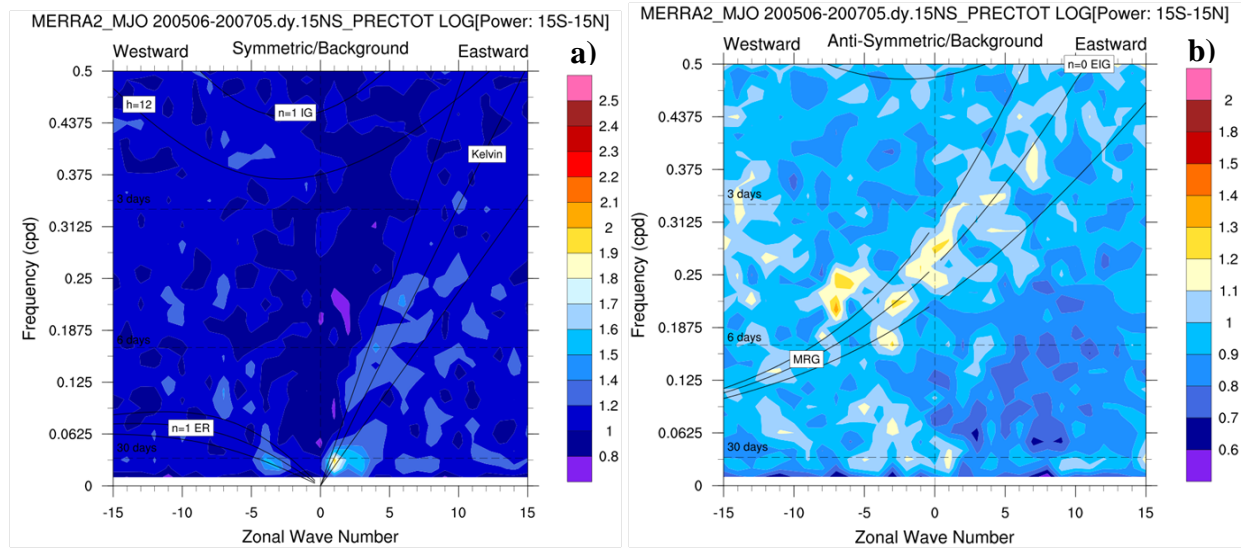 MERRA2_MJO 200506-200705.dy.15NS_PRECTOT LOG[Power: 15S-15N]
Westward Symmetric/Background Eastward
a)
0.5
0.4375
0.375
0.3125
0.25
0.1875
0.125
0.0625
0
Frequency (cpd)
h=12
n=1 IG
Kelvin
3 days
6 days
n=1 ER
30 days
-15 -10 -5 0 5 10 15
Zonal Wave Number
2.5
2.4
2.3
2.2
2.1
2
1.9
1.8
1.7
1.6
1.5
1.4
1.3
1.2
1
0.8
MERRA2_MJO 200506-200705.dy.15NS_PRECTOT LOG[Power: 15S-15N]
Westward Anti-Symmetric/Background Eastward
b)
0.5
0.4375
0.375
0.3125
0.25
0.1875
0.125
0.0625
0
Frequency (cpd)
n=0 EIG
3 days
6 days
MRG
30 days
-15 -10 -5 0 5 10 15
Zonal Wave Number
2
1.8
1.5
1.4
1.3
1.2
1.1
1
0.9
0.8
0.7
0.6